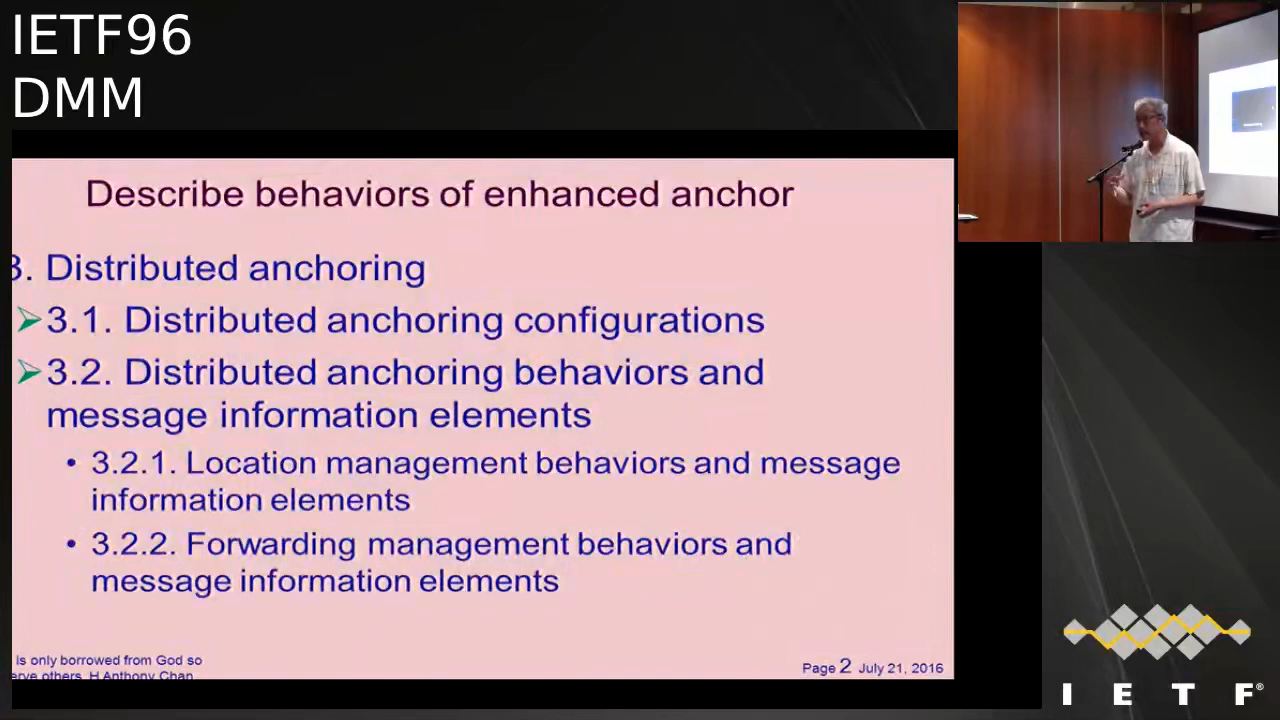 IETF96
DMM
Describe behaviors of enhanced anchor
3. Distributed anchoring
3.1. Distributed anchoring configurations
3.2. Distributed anchoring behaviors and
message information elements
• 3.2.1. Location management behaviors and message
information elements
• 3.2.2. Forwarding management behaviors and
message information elements
is only borrowed from God so
erve others. H Anthony Chan
Page 2 July 21, 2016
I E T F®